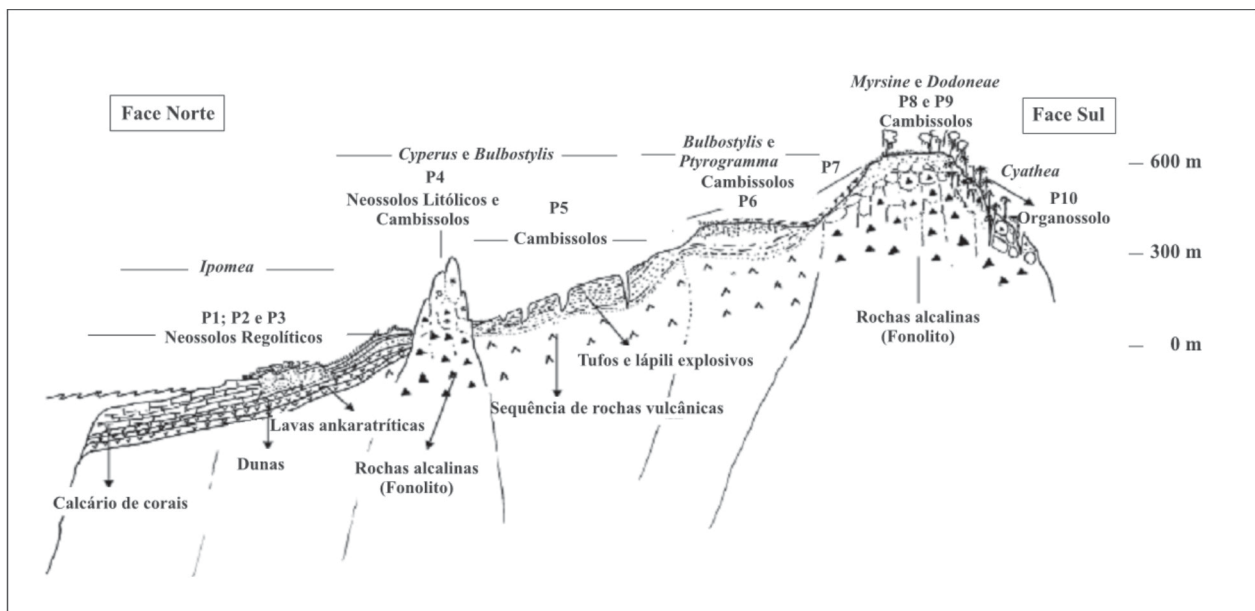 Face Norte
Myrsine e Dodoneae
P8 e P9
Cambissolos
Face Sul
Cyperus e Bulbostylis
Bulbostylis e
Ptyrogramma
Cambissolos
P6
P7
600 m
Cyathea
P10
Organossolo
P4
Neossolos Litólicos e
Cambissolos
P5
Cambissolos
300 m
Ipomea
P1; P2 e P3
Neossolos Regolíticos
Rochas alcalinas
(Fonolito)
0 m
Tufos e lápili explosivos
Sequência de rochas vulcânicas
Lavas ankaratríticas
Dunas
Rochas alcalinas
(Fonolito)
Calcário de corais